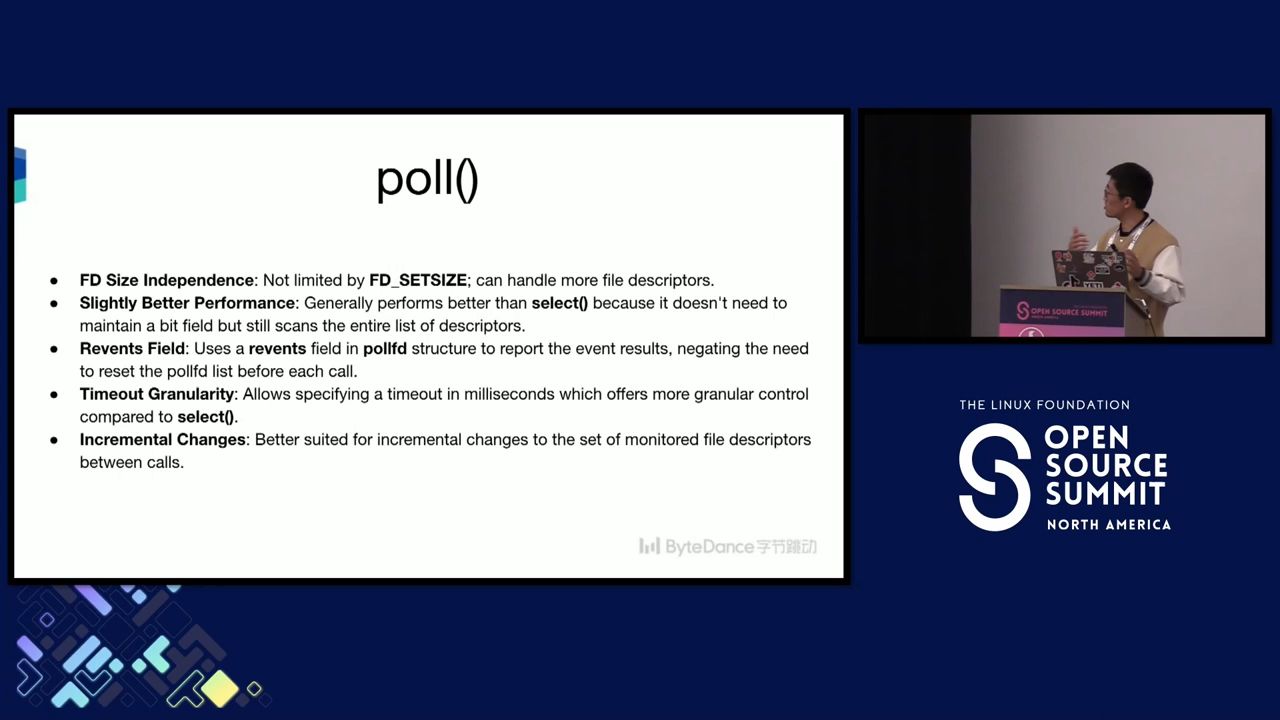 poll()
● FD Size Independence: Not limited by FD_SETSIZE; can handle more file descriptors.
● Slightly Better Performance: Generally performs better than select() because it doesn't need to
maintain a bit field but still scans the entire list of descriptors.
● Revents Field: Uses a revents field in pollfd structure to report the event results, negating the need
to reset the pollfd list before each call.
● Timeout Granularity: Allows specifying a timeout in milliseconds which offers more granular control
compared to select().
● Incremental Changes: Better suited for incremental changes to the set of monitored file descriptors
between calls.
ByteDance字节跳动
YETI
OPEN SOURCE SUMMIT
THE LINUX FOUNDATION
OPEN
SOURCE
SUMMIT
NORTH AMERICA